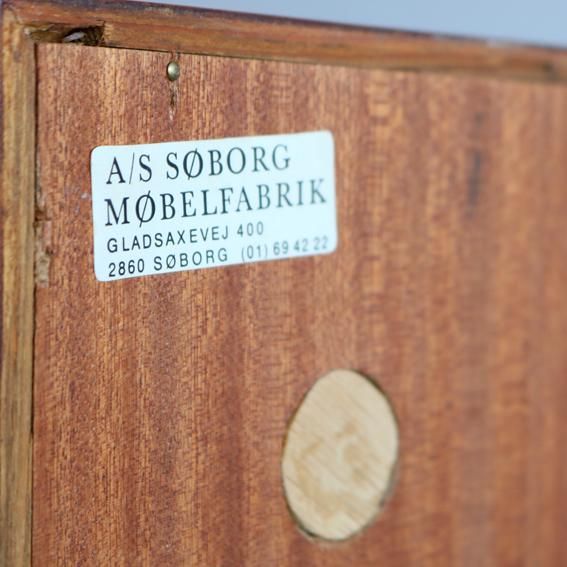 A/S SØBORG
MØBELFABRIK
GLADSAXEVEJ 400
2860 SØBORG (01) 69 42 22